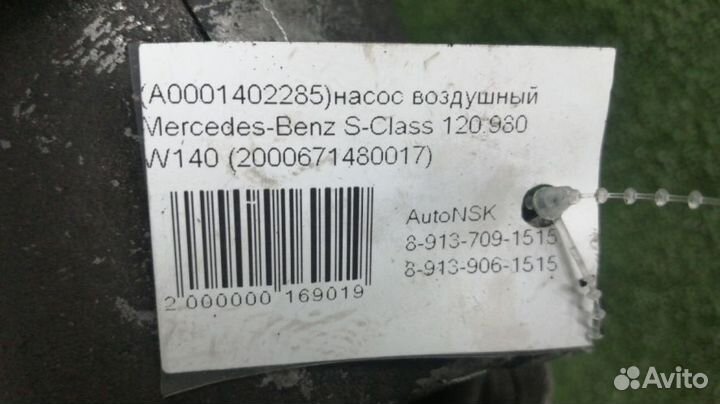 (A0001402285)насос воздушный
Mercedes-Benz S-Class 120.980
W140 (2000671480017)
AutoNSK
8-913-709-1515
8-913-906-1515
2 000000 169019
Avito